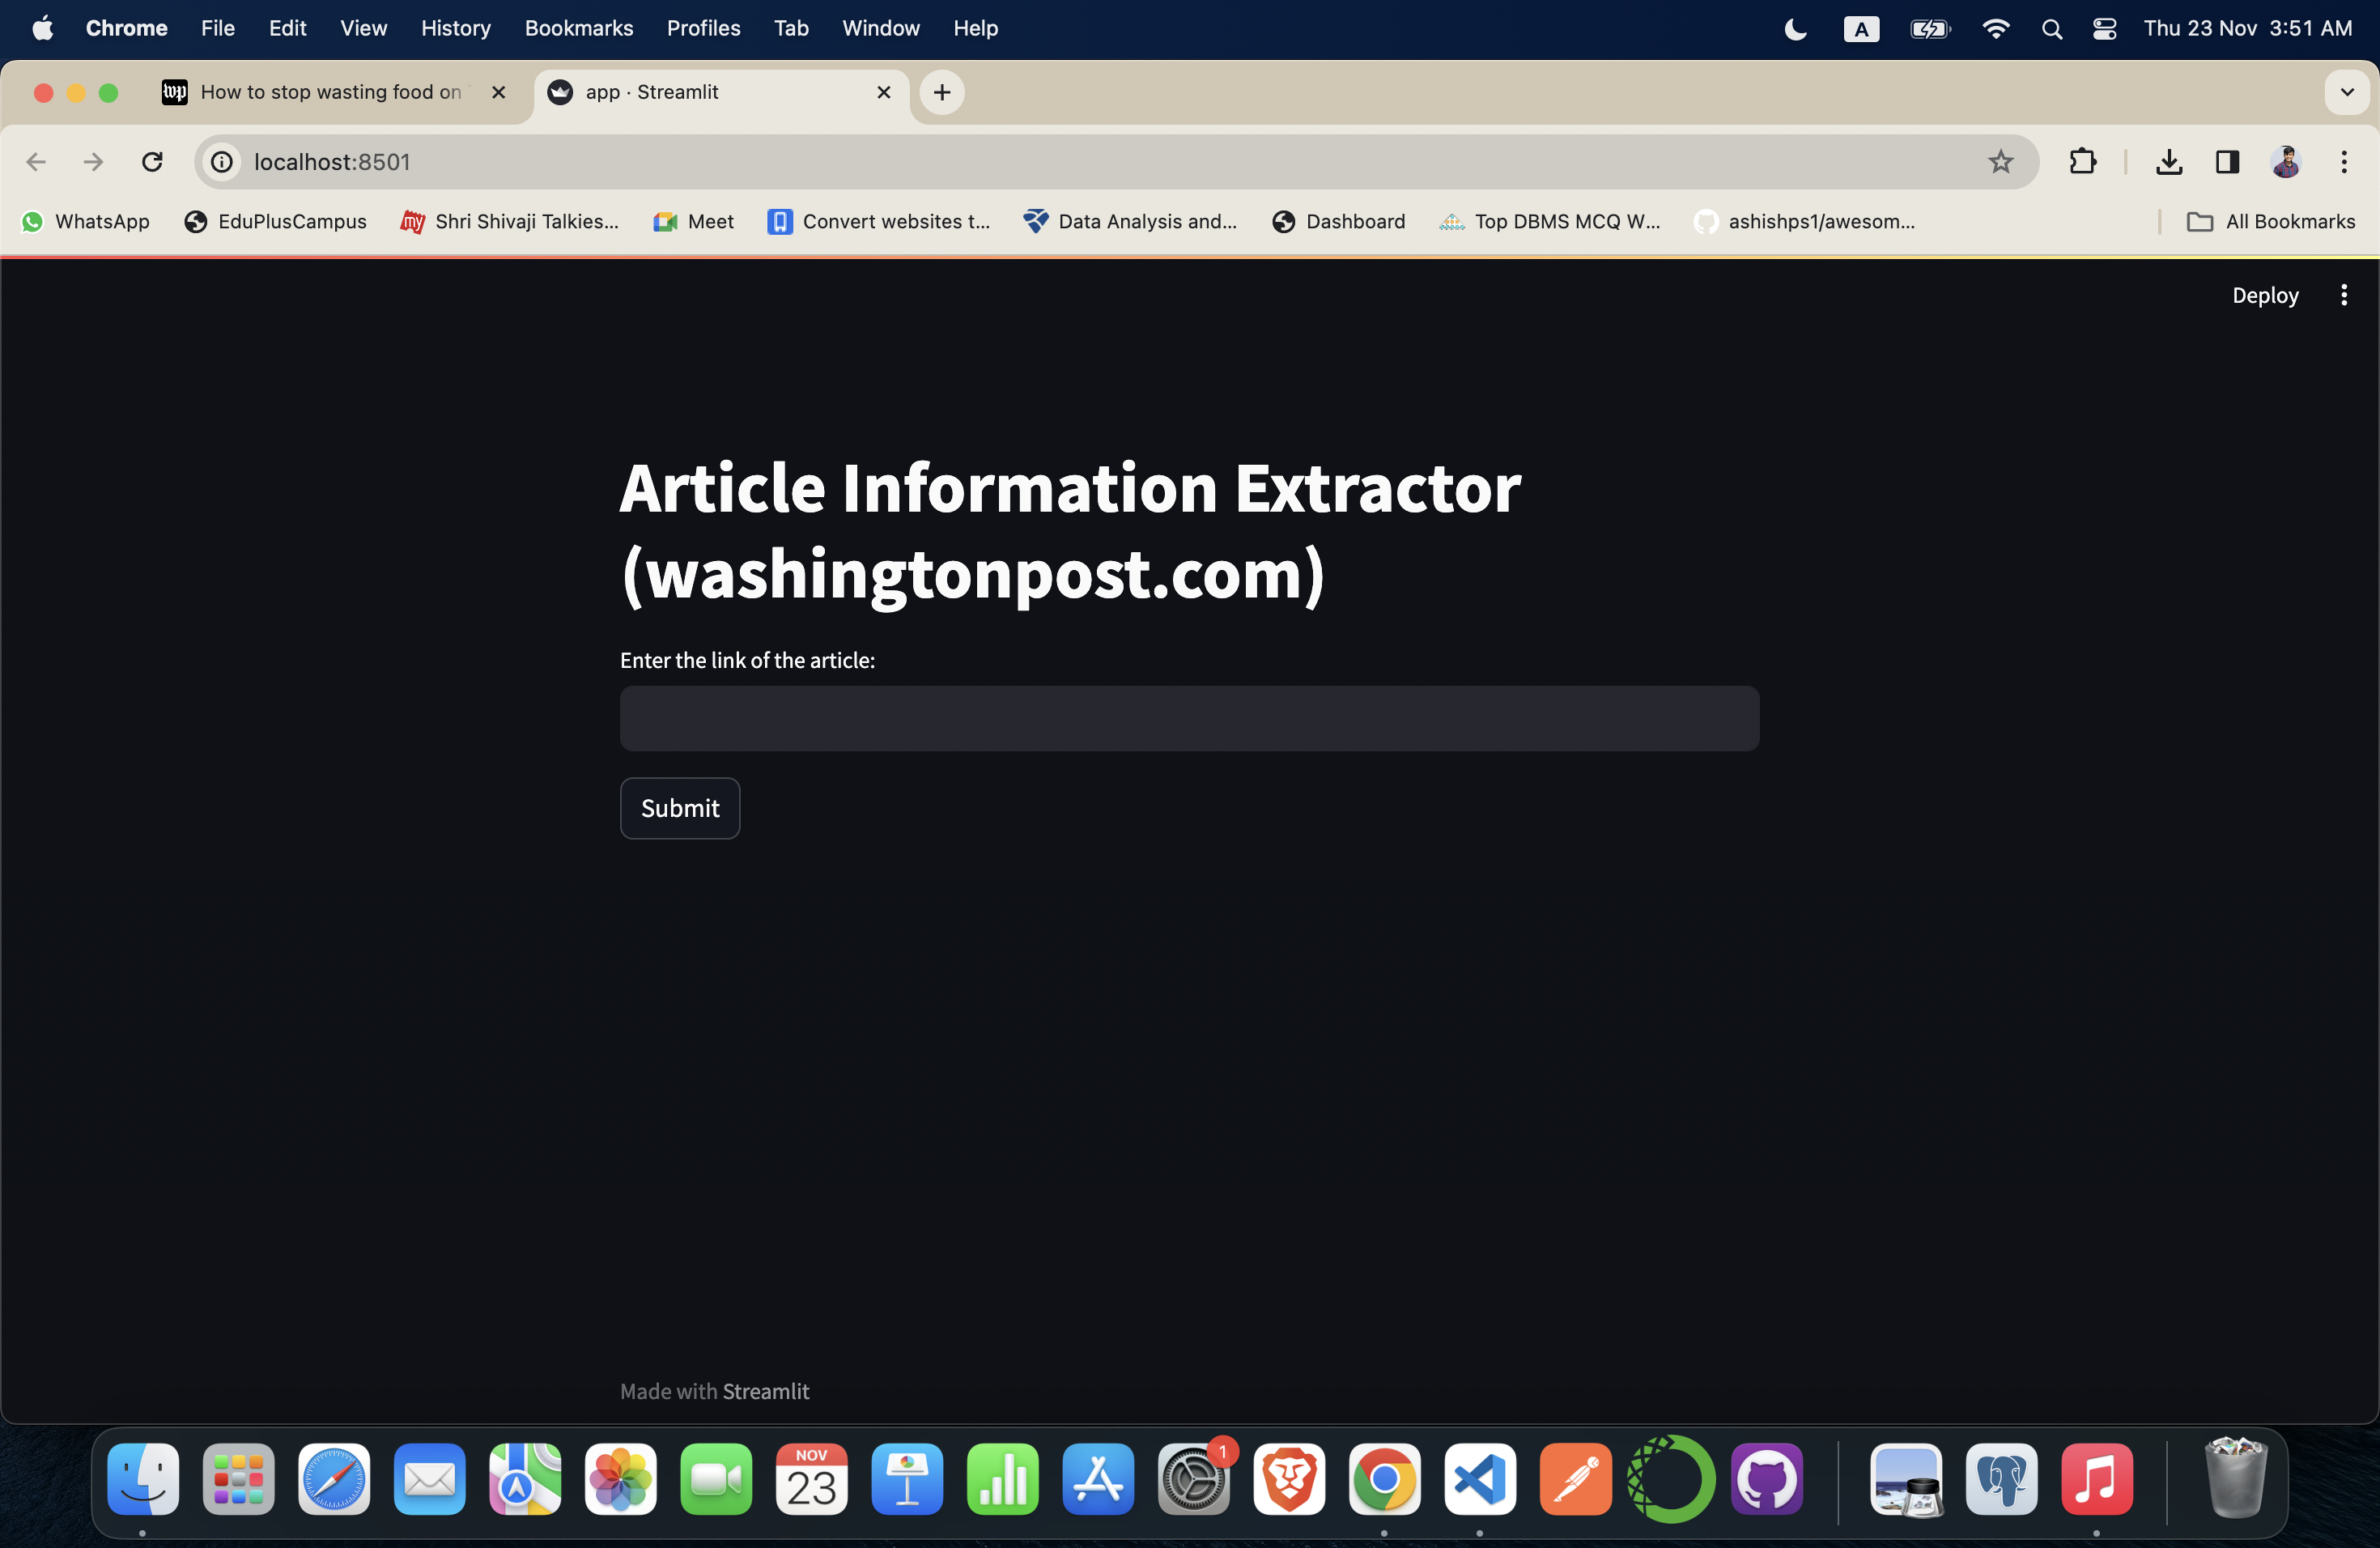 Chrome File Edit View History Bookmarks Profiles Tab Window Help A Thu 23 Nov 3:51 AM
wp How to stop wasting food on app · Streamlit
localhost:8501
WhatsApp EduPlusCampus my Shri Shivaji Talkies... Meet Convert websites t... Data Analysis and... Dashboard Top DBMS MCQ W... ashishps1/awesom... All Bookmarks
Deploy
Article Information Extractor
(washingtonpost.com)
Enter the link of the article:
Submit
Made with Streamlit
NOV
23
1